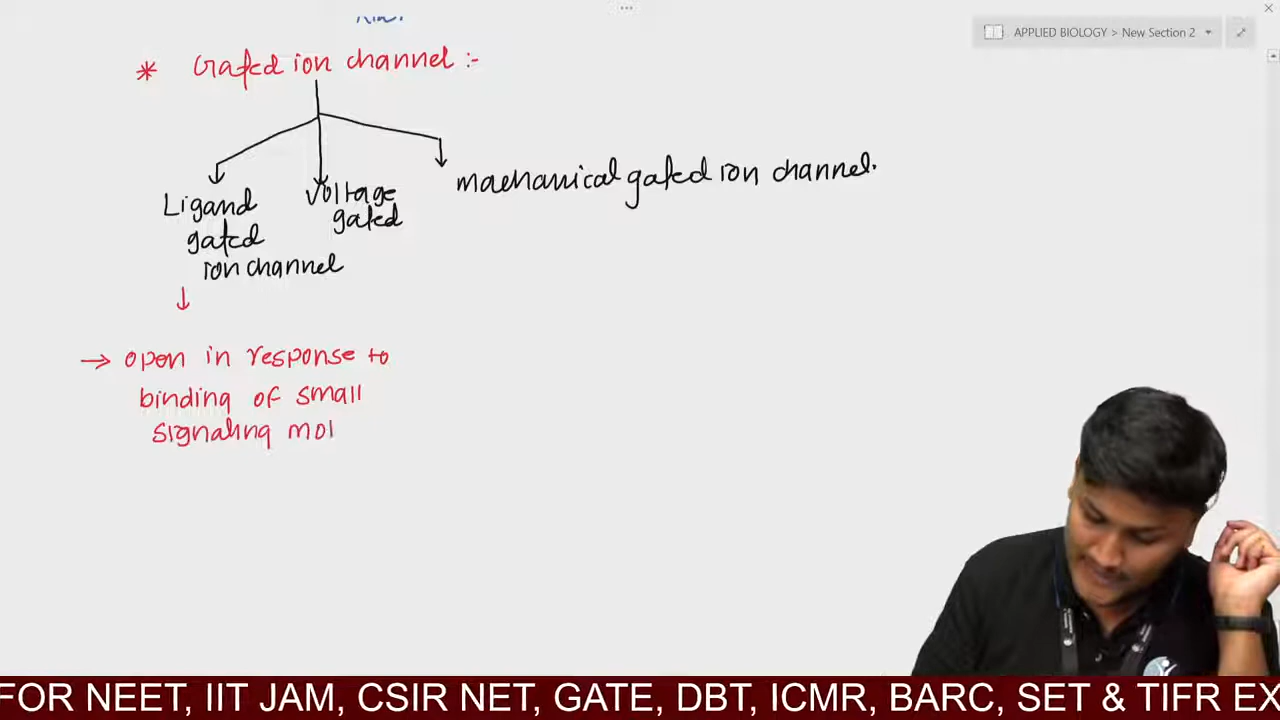 APPLIED BIOLOGY > New Section 2
* Gated ion channel :-
Ligand
gated
ion channel
Voltage
gated
maehanical gated ion channel.
↓
→ open in response to
binding of small
signaling mol
FOR NEET, IIT JAM, CSIR NET, GATE, DBT, ICMR, BARC, SET & TIFR EX